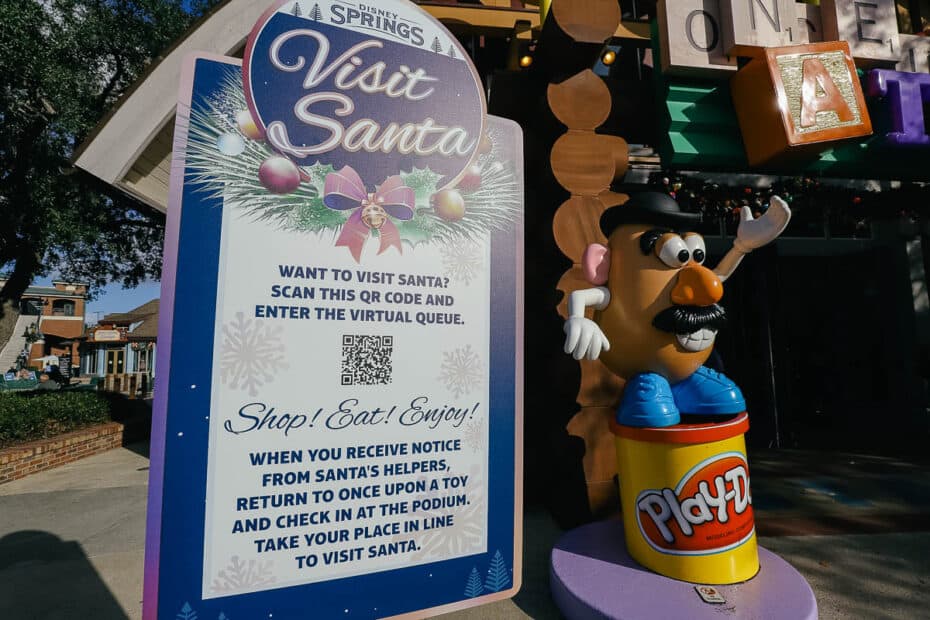 DISNEY
SPRINGS
Visit
Santa
WANT TO VISIT SANTA?
SCAN THIS QR CODE AND
ENTER THE VIRTUAL QUEUE.
Shop! Eat! Enjoy!
WHEN YOU RECEIVE NOTICE
FROM SANTA'S HELPERS,
RETURN TO ONCE UPON A TOY
AND CHECK IN AT THE PODIUM.
TAKE YOUR PLACE IN LINE
TO VISIT SANTA.
ONE
A T
Play-D